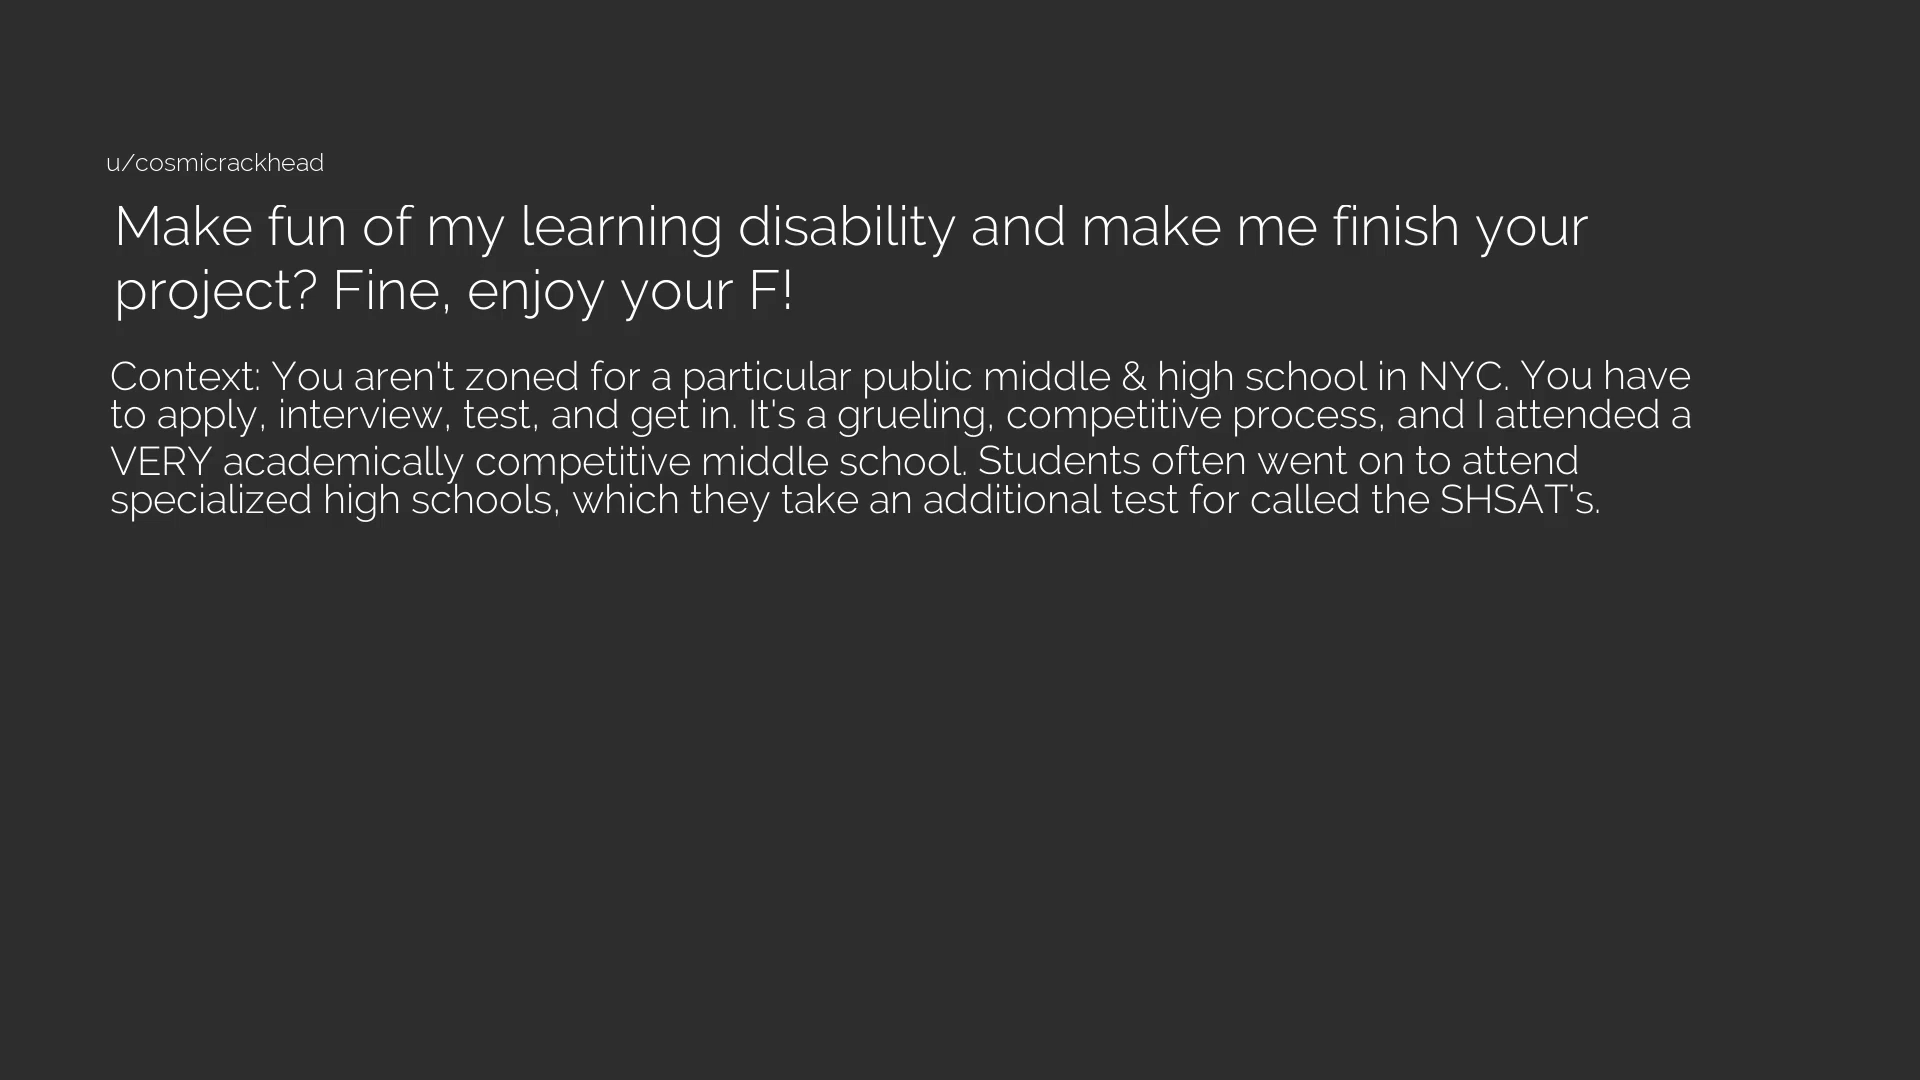 u/cosmicrackhead
Make fun of my learning disability and make me finish your
project? Fine, enjoy your F!
Context: You aren't zoned for a particular public middle & high school in NYC. You have
to apply, interview, test, and get in. It's a grueling, competitive process, and I attended a
VERY academically competitive middle school. Students often went on to attend
specialized high schools, which they take an additional test for called the SHSAT's.